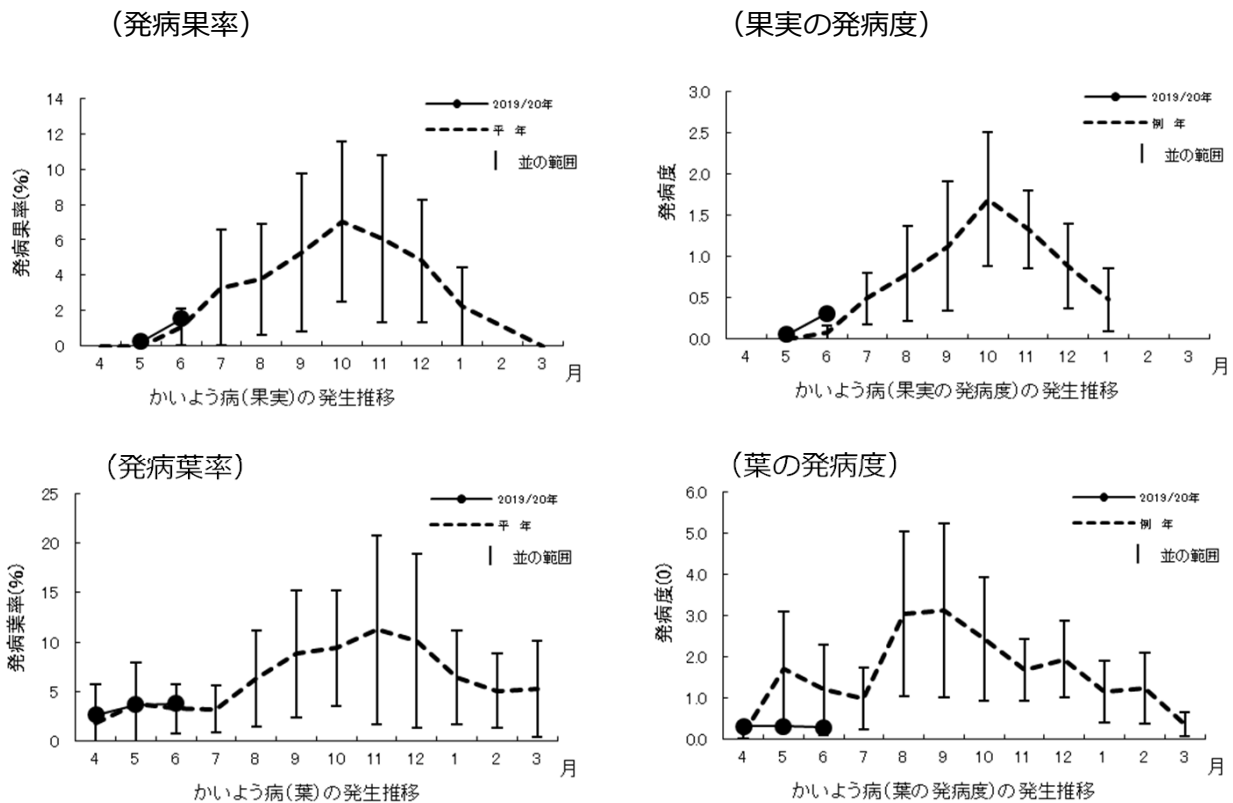 （発病果率）
14
12
10
8
6
4
2
0
発病果率(%)
2019/20年
平　年
並の範囲
4 5 6 7 8 9 10 11 12 1 2 3 月
かいよう病(果実)の発生推移
（果実の発病度）
3.0
2.5
2.0
1.5
1.0
0.5
0.0
発病度
2019/20年
例　年
並の範囲
4 5 6 7 8 9 10 11 12 1 2 3 月
かいよう病(果実の発病度)の発生推移
（発病葉率）
25
20
15
10
5
0
発病葉率(%)
2019/20年
平　年
並の範囲
4 5 6 7 8 9 10 11 12 1 2 3 月
かいよう病(葉)の発生推移
（葉の発病度）
6.0
5.0
4.0
3.0
2.0
1.0
0.0
発病度(0)
2019/20年
例　年
並の範囲
4 5 6 7 8 9 10 11 12 1 2 3 月
かいよう病(葉の発病度)の発生推移